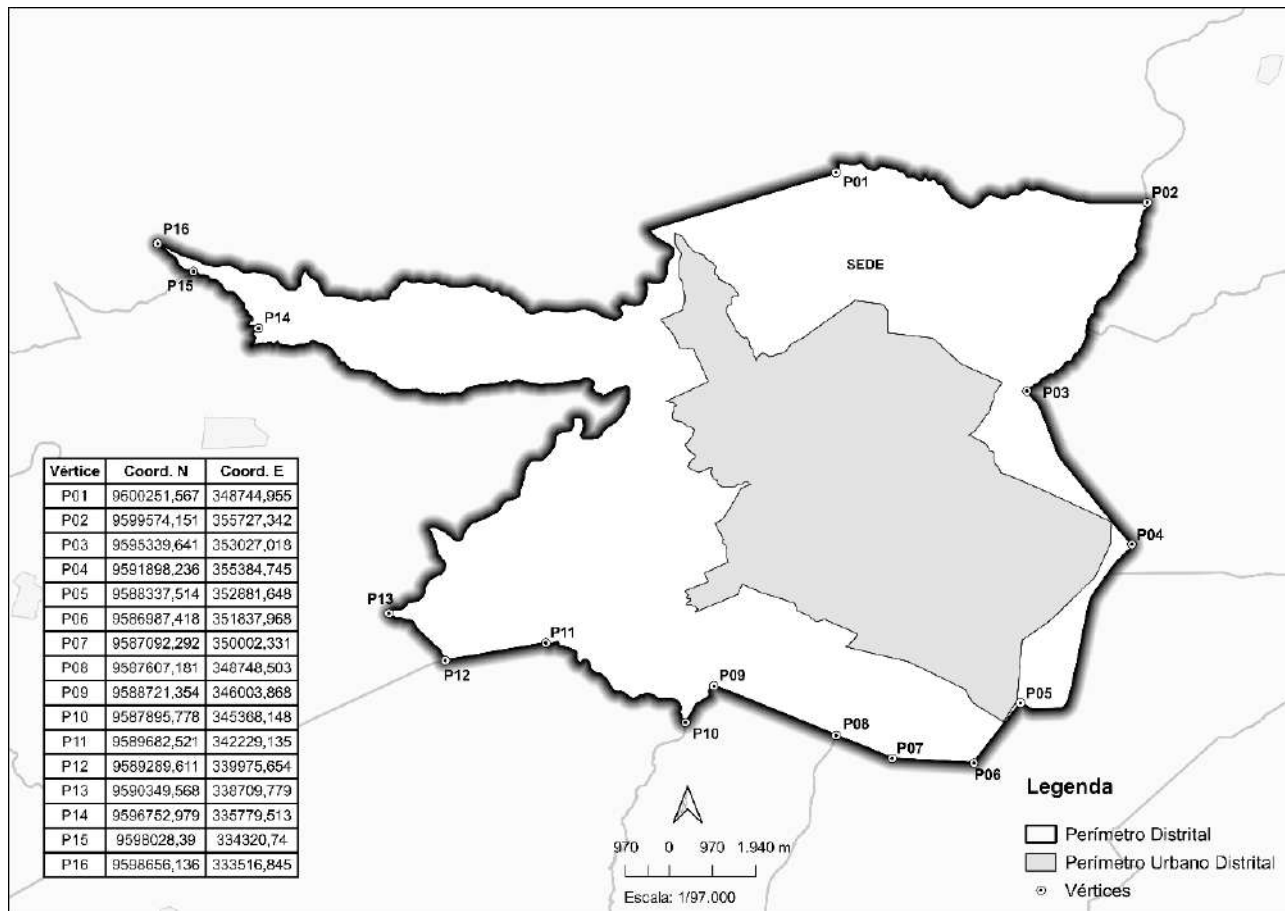 P01
P02
P16
SEDE
P15
P14
P03
P04
P13
P11
P12
P09
P05
P10
P08
P07
P06
Vértice Coord. N Coord. E
P01 9600251,567 348744,955
P02 9599574,151 355727,342
P03 9595339,641 353027,018
P04 9591898,236 355384,745
P05 9588337,514 352881,648
P06 9586987,418 351837,968
P07 9587092,292 350002,331
P08 9587607,181 348748,503
P09 9588721,354 346003,868
P10 9587895,778 345368,148
P11 9589682,521 342229,135
P12 9589289,611 339975,654
P13 9590349,568 338709,779
P14 9596752,979 335779,513
P15 9598028,39 334320,74
P16 9598656,136 333516,845
970 0 970 1.940 m
Escala: 1/97.000
Legenda
Perímetro Distrital
Perímetro Urbano Distrital
Vértices